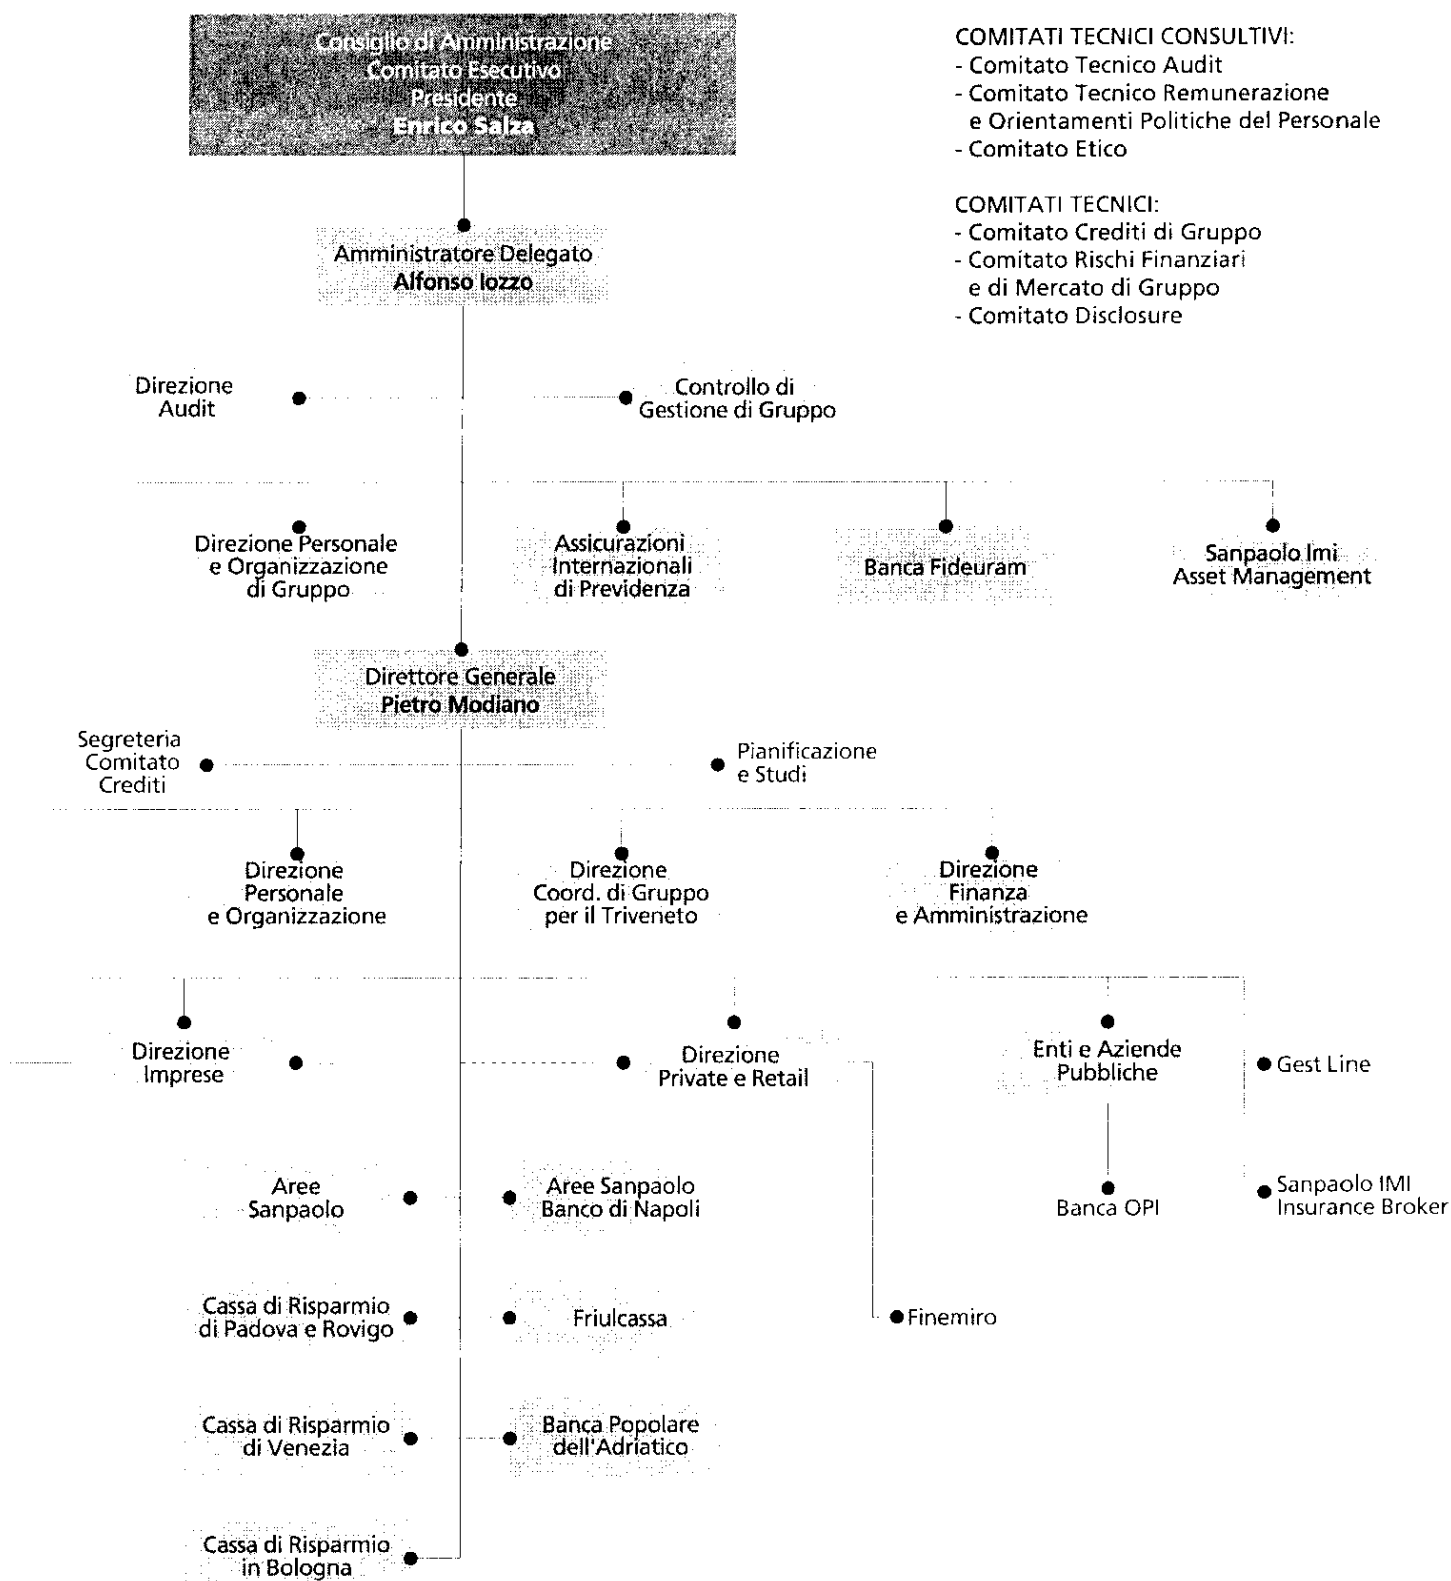 Consiglio di Amministrazione
Comitato Esecutivo
Presidente
Enrico Salza
COMITATI TECNICI CONSULTIVI:
- Comitato Tecnico Audit
- Comitato Tecnico Remunerazione
e Orientamenti Politiche del Personale
- Comitato Etico
COMITATI TECNICI:
- Comitato Crediti di Gruppo
- Comitato Rischi Finanziari
e di Mercato di Gruppo
- Comitato Disclosure
Amministratore Delegato
Alfonso Iozzo
Direzione
Audit
Controllo di
Gestione di Gruppo
Direzione Personale
e Organizzazione
di Gruppo
Assicurazioni
Internazionali
di Previdenza
Banca Fideuram
Sanpaolo Imi
Asset Management
Direttore Generale
Pietro Modiano
Segreteria
Comitato
Crediti
Pianificazione
e Studi
Direzione
Personale
e Organizzazione
Direzione
Coord. di Gruppo
per il Triveneto
Direzione
Finanza
e Amministrazione
Direzione
Imprese
Direzione
Private e Retail
Enti e Aziende
Pubbliche
Gest Line
Aree
Sanpaolo
Aree Sanpaolo
Banco di Napoli
Banca OPI
Sanpaolo IMI
Insurance Broker
Cassa di Risparmio
di Padova e Rovigo
Friulcassa
Finemiro
Cassa di Risparmio
di Venezia
Banca Popolare
dell'Adriatico
Cassa di Risparmio
in Bologna